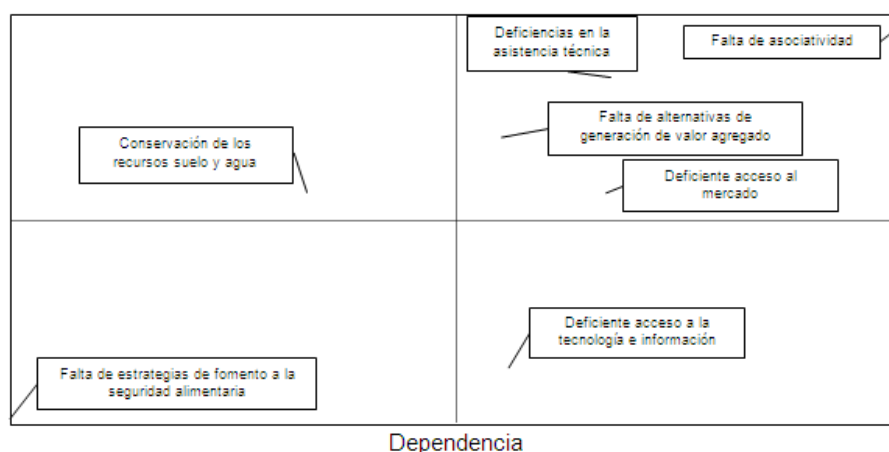 Deficiencias en la
asistencia técnica
Falta de asociatividad
Falta de alternativas de
generación de valor agregado
Conservación de los
recursos suelo y agua
Deficiente acceso al
mercado
Deficiente acceso a la
tecnología e información
Falta de estrategias de fomento a la
seguridad alimentaria
Dependencia